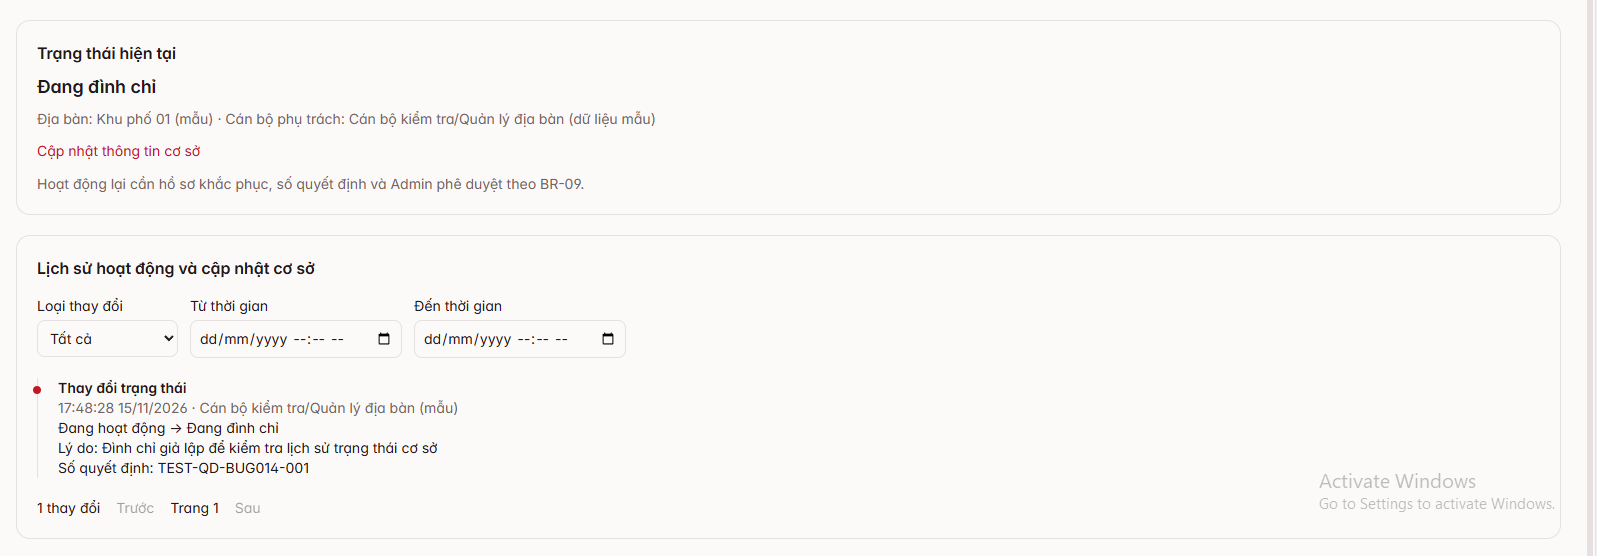 Trạng thái hiện tại
Đang đình chỉ
Địa bàn: Khu phố 01 (mẫu) · Cán bộ phụ trách: Cán bộ kiểm tra/Quản lý địa bàn (dữ liệu mẫu)
Cập nhật thông tin cơ sở
Hoạt động lại cần hồ sơ khắc phục, số quyết định và Admin phê duyệt theo BR-09.
Lịch sử hoạt động và cập nhật cơ sở
Loại thay đổi Từ thời gian Đến thời gian
Tất cả dd/mm/yyyy --:-- -- dd/mm/yyyy --:-- --
Thay đổi trạng thái
17:48:28 15/11/2026 · Cán bộ kiểm tra/Quản lý địa bàn (mẫu)
Đang hoạt động → Đang đình chỉ
Lý do: Đình chỉ giả lập để kiểm tra lịch sử trạng thái cơ sở
Số quyết định: TEST-QD-BUG014-001
1 thay đổi Trước Trang 1 Sau
Activate Windows
Go to Settings to activate Windows.